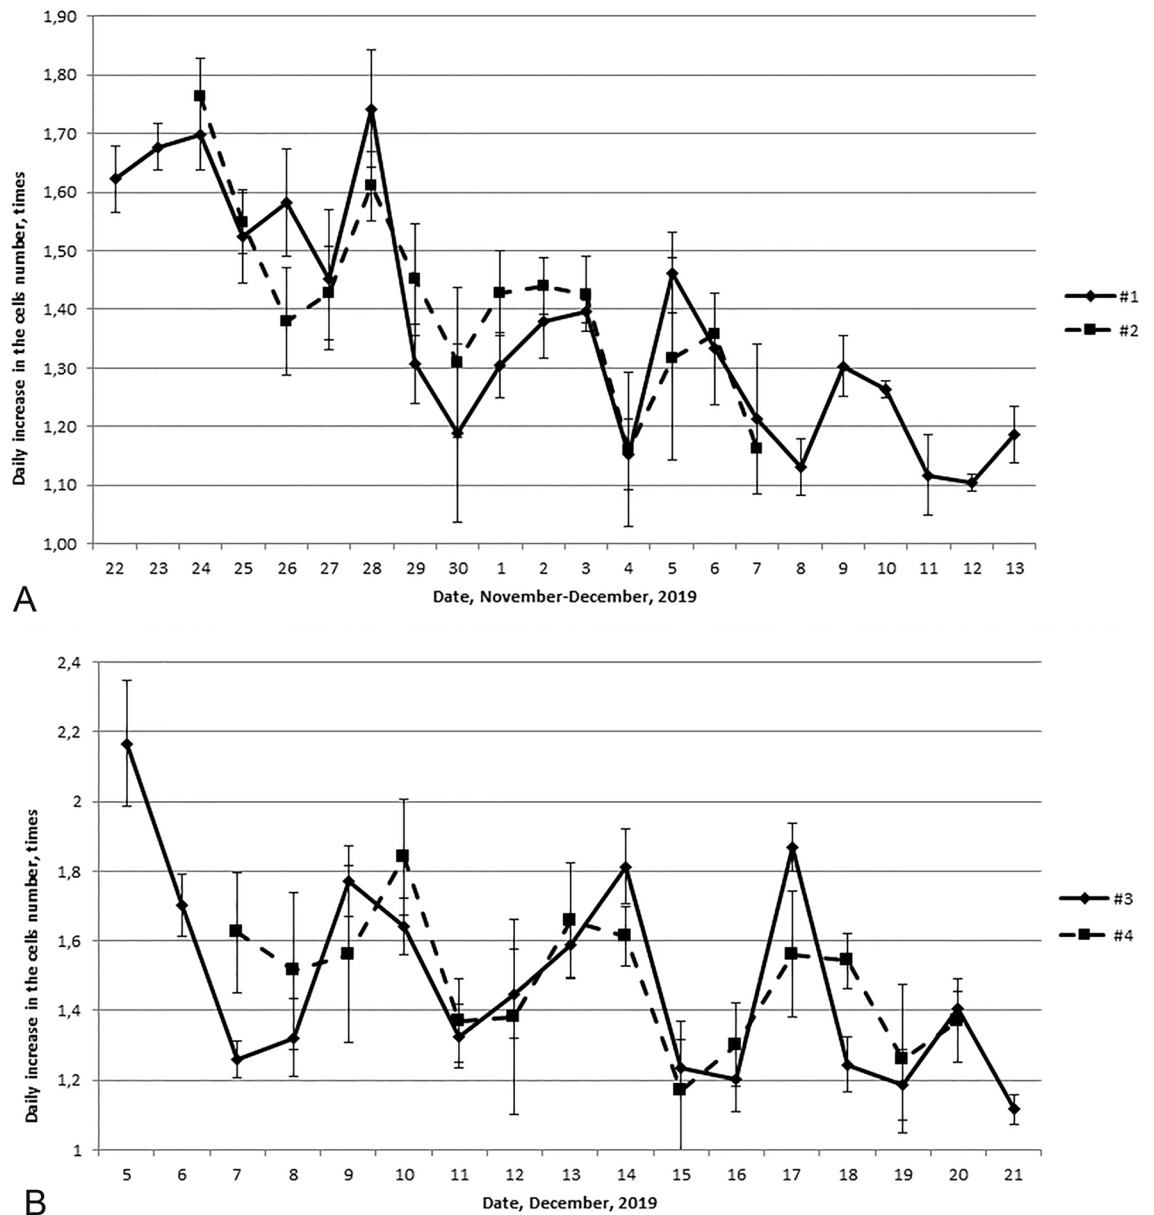 1,90
1,80
1,70
1,60
1,50
1,40
1,30
1,20
1,10
1,00
Daily increase in the cells number, times
22 23 24 25 26 27 28 29 30 1 2 3 4 5 6 7 8 9 10 11 12 13
Date, November-December, 2019
#1
#2
A
2,4
2,2
2
1,8
1,6
1,4
1,2
1
Daily increase in the cells number, times
5 6 7 8 9 10 11 12 13 14 15 16 17 18 19 20 21
Date, December, 2019
#3
#4
B